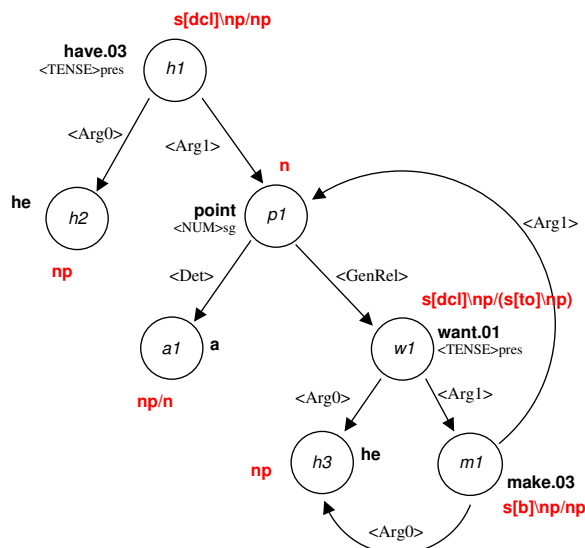 s[dcl]\np/np
have.03
<TENSE>pres
h1
<Arg0>
<Arg1>
n
he
h2
point
<NUM>sg
p1
<Arg1>
np
<Det>
<GenRel>
s[dcl]\np/(s[to]\np)
a1
a
w1
want.01
<TENSE>pres
np/n
<Arg0>
<Arg1>
np
h3
he
m1
make.03
s[b]\np/np
<Arg0>